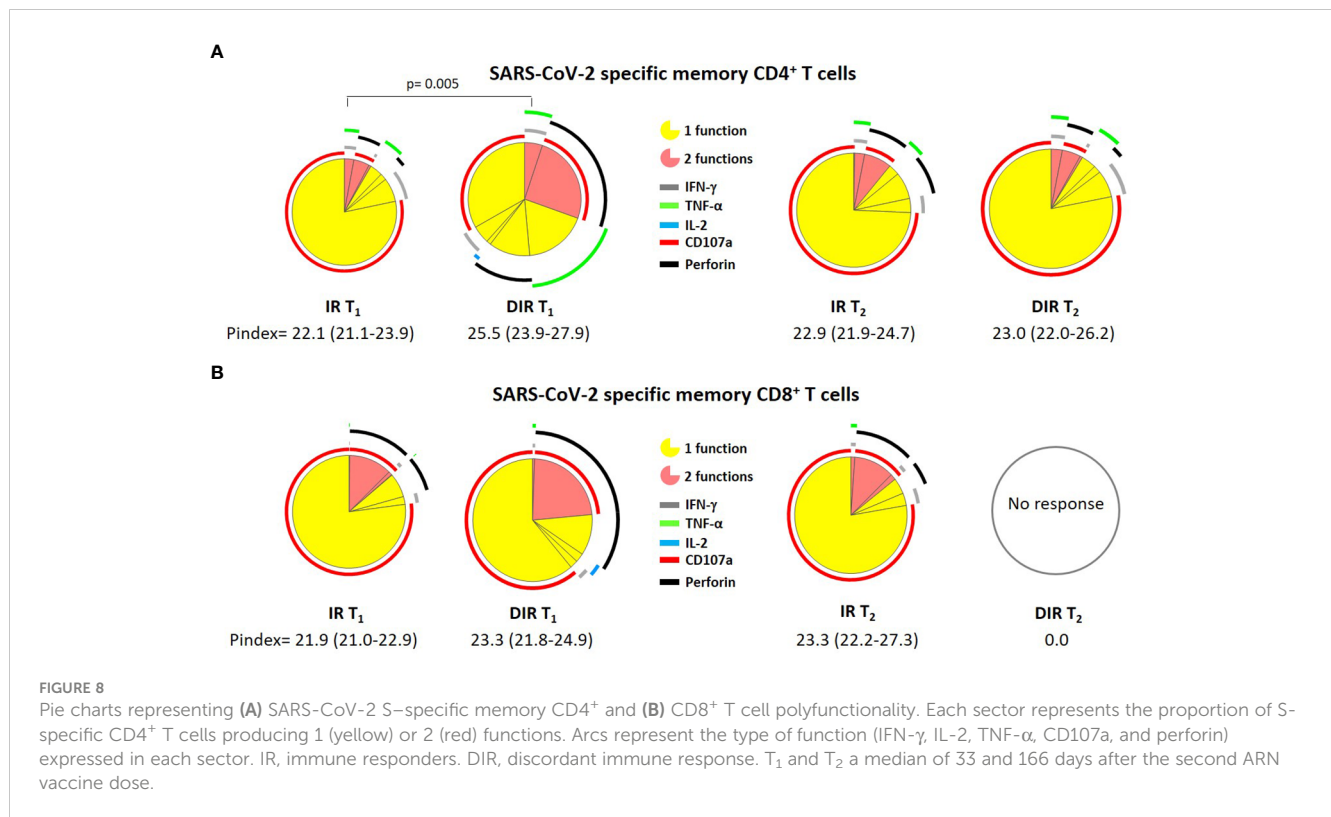 A
SARS-CoV-2 specific memory CD4⁺ T cells
p= 0.005
1 function
2 functions
IFN-γ
TNF-α
IL-2
CD107a
Perforin
IR T₁
DIR T₁
IR T₂
DIR T₂
Pindex= 22.1 (21.1-23.9)
25.5 (23.9-27.9)
22.9 (21.9-24.7)
23.0 (22.0-26.2)
B
SARS-CoV-2 specific memory CD8⁺ T cells
1 function
2 functions
IFN-γ
TNF-α
IL-2
CD107a
Perforin
No response
IR T₁
DIR T₁
IR T₂
DIR T₂
Pindex= 21.9 (21.0-22.9)
23.3 (21.8-24.9)
23.3 (22.2-27.3)
0.0
FIGURE 8
Pie charts representing (A) SARS-CoV-2 S–specific memory CD4⁺ and (B) CD8⁺ T cell polyfunctionality. Each sector represents the proportion of S-
specific CD4⁺ T cells producing 1 (yellow) or 2 (red) functions. Arcs represent the type of function (IFN-γ, IL-2, TNF-α, CD107a, and perforin)
expressed in each sector. IR, immune responders. DIR, discordant immune response. T₁ and T₂ a median of 33 and 166 days after the second ARN
vaccine dose.